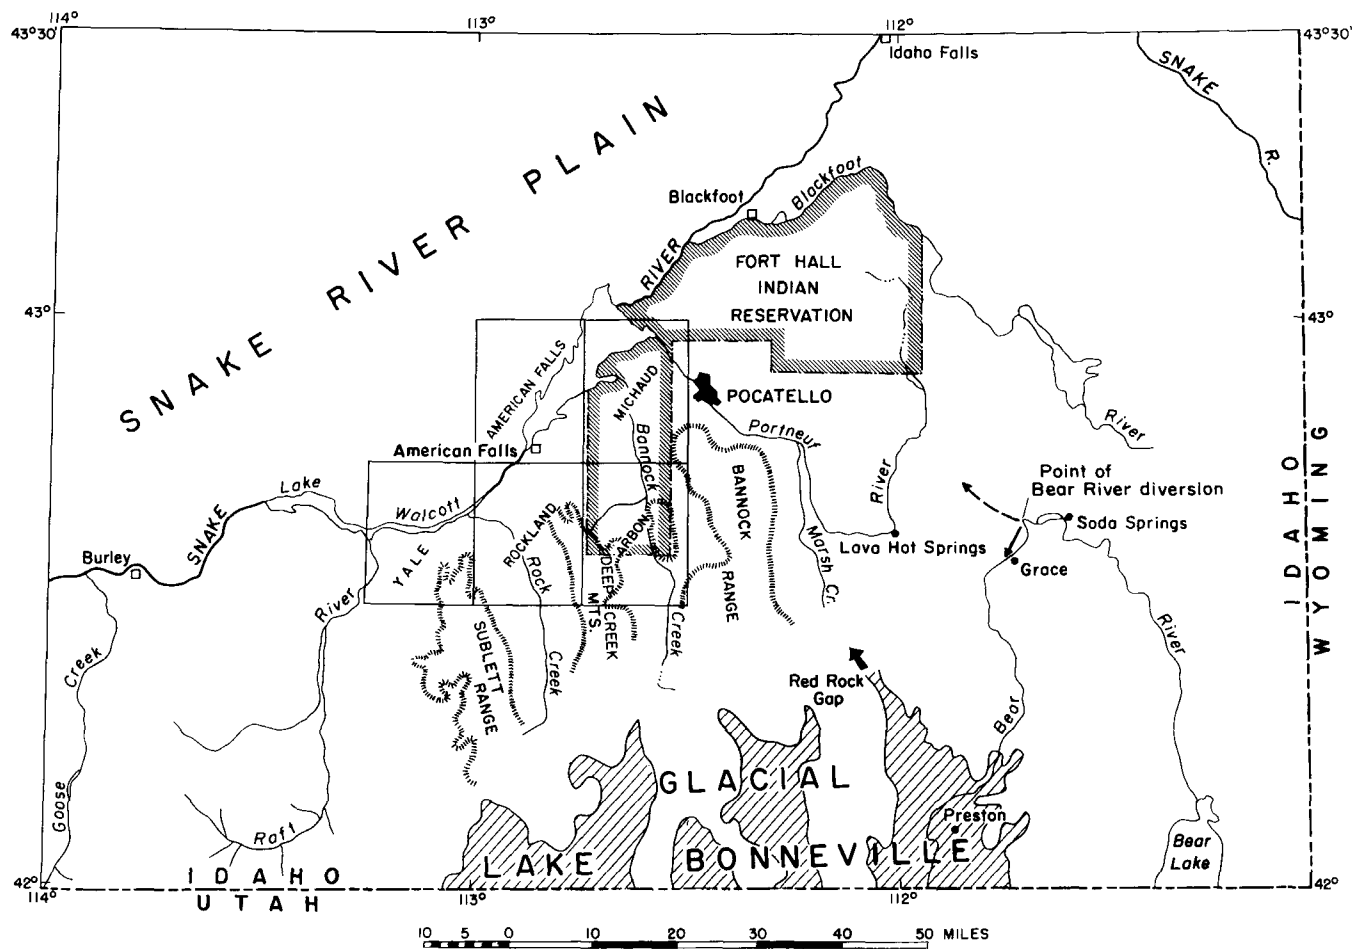 114°
113°
112°
43°30'
43°30'
Idaho Falls
SNAKE
R.
SNAKE RIVER PLAIN
Blackfoot
Blackfoot
RIVER
FORT HALL
INDIAN
RESERVATION
43°
43°
AMERICAN FALLS
MICHAUD
POCATELLO
Portneuf
River
River
American Falls
Bannock
BANNOCK
RANGE
Point of
Bear River diversion
Soda Springs
Lake
Walcott
SNAKE
ROCKLAND
ARBON
Lava Hot Springs
Grace
Marsh Cr.
Burley
YALE
Rock
Creek
DEEP
CREEK
MTS.
Creek
River
SUBLETT
RANGE
Creek
River
Red Rock
Gap
Bear
IDAHO
WYOMING
GLACIAL
LAKE BONNEVILLE
Preston
Bear
Lake
Goose
Raft
IDAHO
UTAH
42°
42°
114°
113°
112°
10 5 0 10 20 30 40 50 MILES